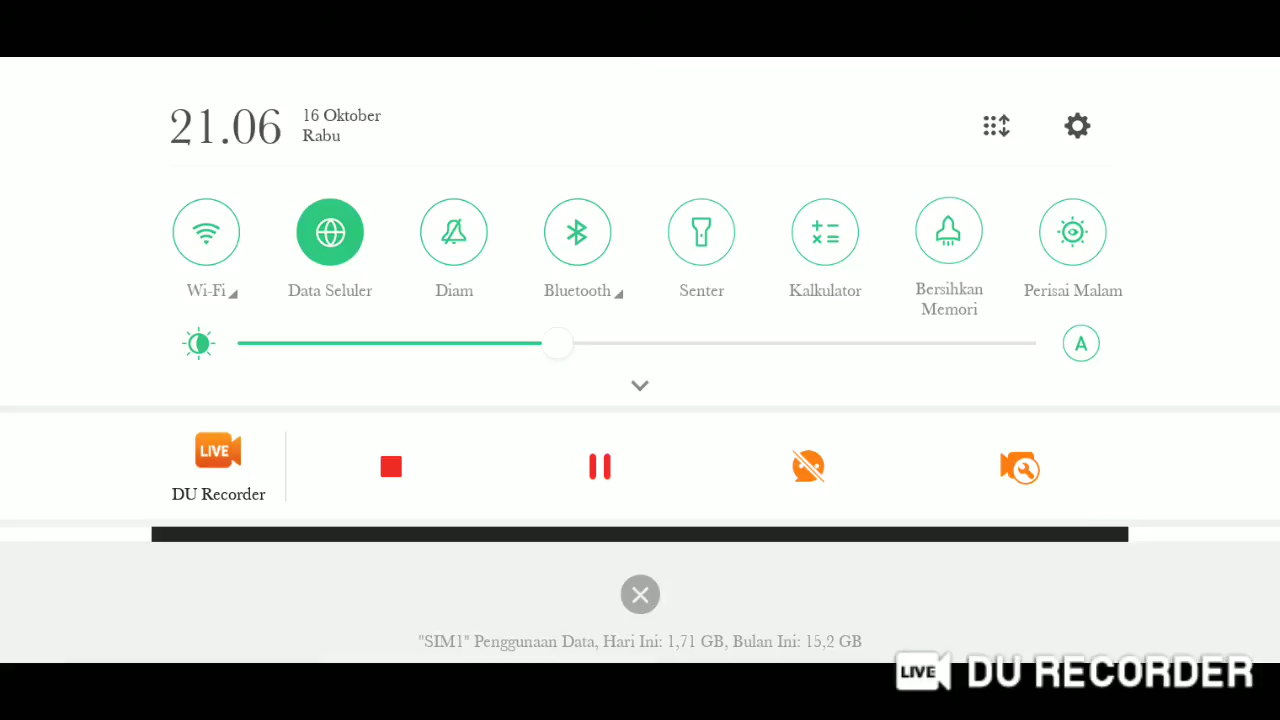 21.06
16 Oktober
Rabu
Wi-Fi
Data Seluler
Diam
Bluetooth
Senter
Kalkulator
Bersihkan
Memori
Perisai Malam
A
LIVE
DU Recorder
"SIM1" Penggunaan Data, Hari Ini: 1,71 GB, Bulan Ini: 15,2 GB
LIVE DU RECORDER